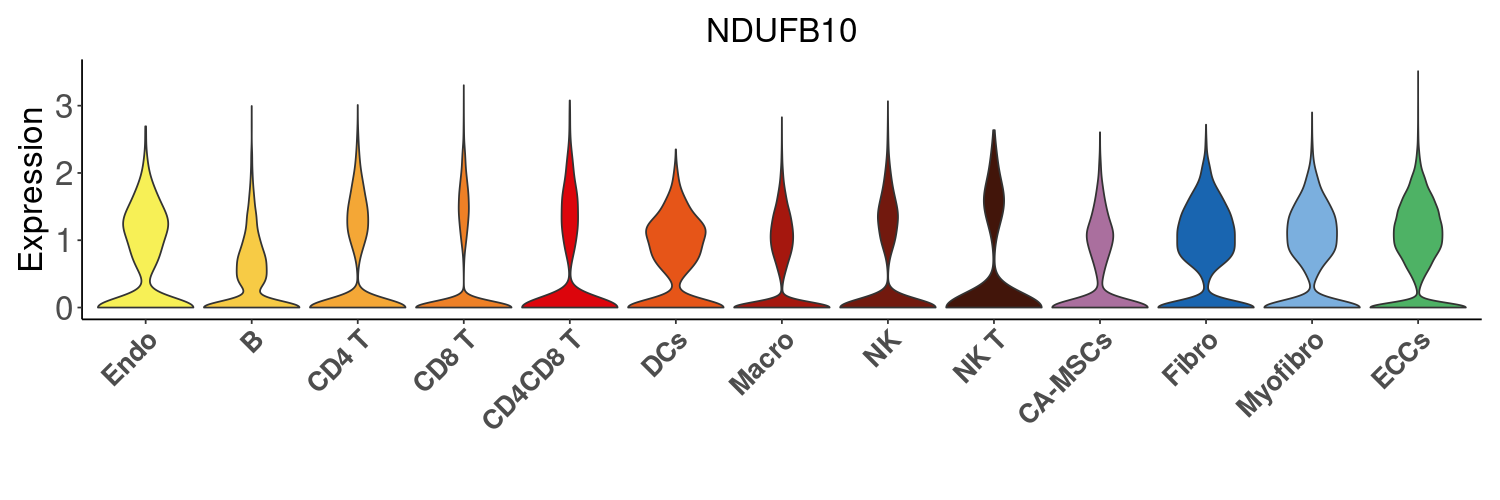 NDUFB10
Expression
3
2
1
0
Endo
B
CD4 T
CD8 T
CD4CD8 T
DCs
Macro
NK
NK T
CA-MSCs
Fibro
Myofibro
ECCs